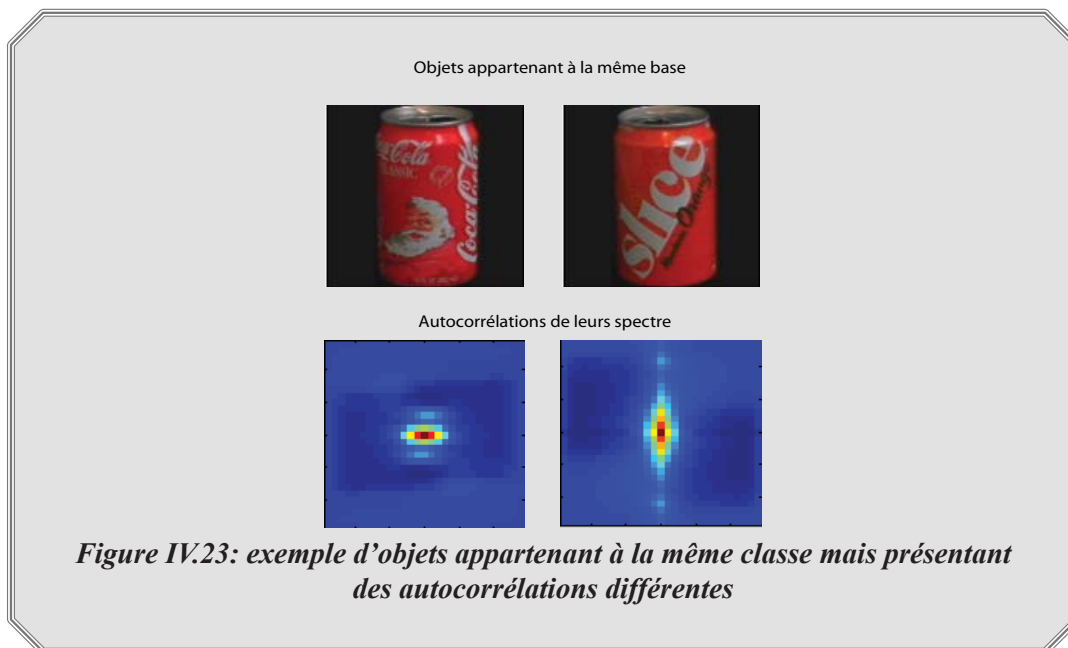 Objets appartenant à la même base
Coca-Cola
CLASSIC
Coca-Cola
slice
Orange
Autocorrélations de leurs spectre
Figure IV.23: exemple d'objets appartenant à la même classe mais présentant
des autocorrélations différentes